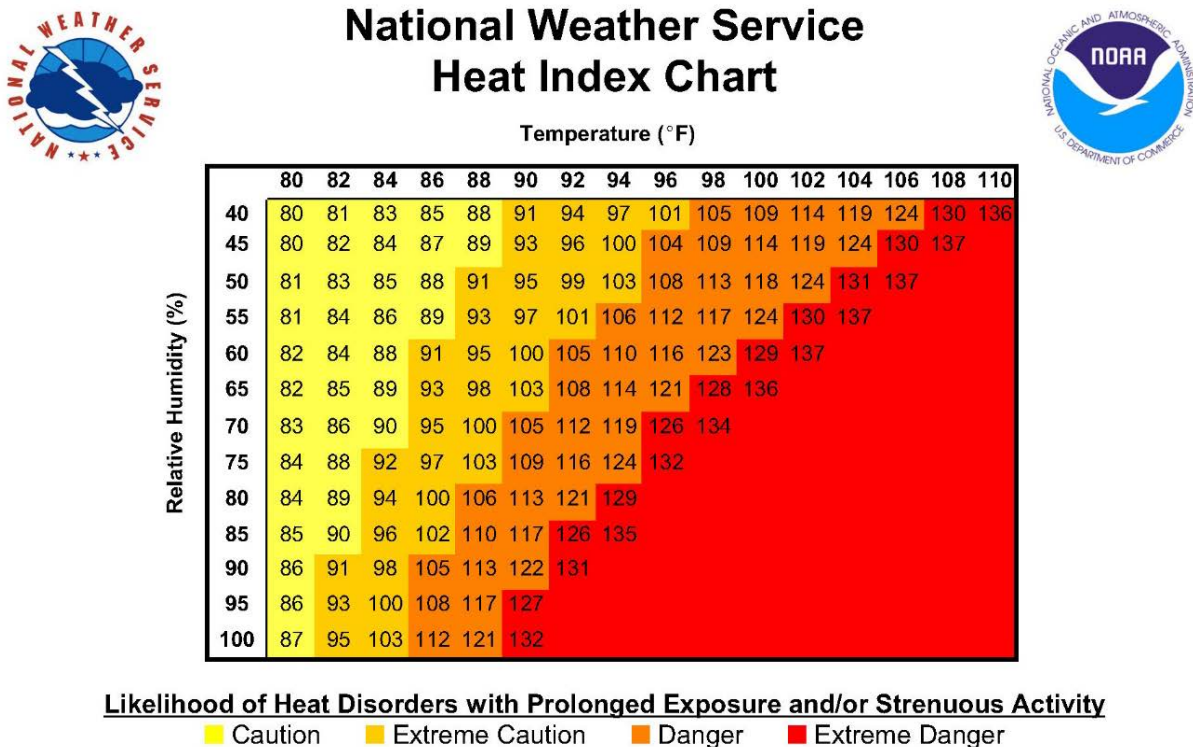 NATIONAL WEATHER SERVICE
National Weather Service
Heat Index Chart
NATIONAL OCEANIC AND ATMOSPHERIC ADMINISTRATION
NOAA
U.S. DEPARTMENT OF COMMERCE
Temperature (°F)
80 82 84 86 88 90 92 94 96 98 100 102 104 106 108 110
Relative Humidity (%)
40 80 81 83 85 88 91 94 97 101 105 109 114 119 124 130 136
45 80 82 84 87 89 93 96 100 104 109 114 119 124 130 137
50 81 83 85 88 91 95 99 103 108 113 118 124 131 137
55 81 84 86 89 93 97 101 106 112 117 124 130 137
60 82 84 88 91 95 100 105 110 116 123 129 137
65 82 85 89 93 98 103 108 114 121 128 136
70 83 86 90 95 100 105 112 119 126 134
75 84 88 92 97 103 109 116 124 132
80 84 89 94 100 106 113 121 129
85 85 90 96 102 110 117 126 135
90 86 91 98 105 113 122 131
95 86 93 100 108 117 127
100 87 95 103 112 121 132
Likelihood of Heat Disorders with Prolonged Exposure and/or Strenuous Activity
Caution Extreme Caution Danger Extreme Danger